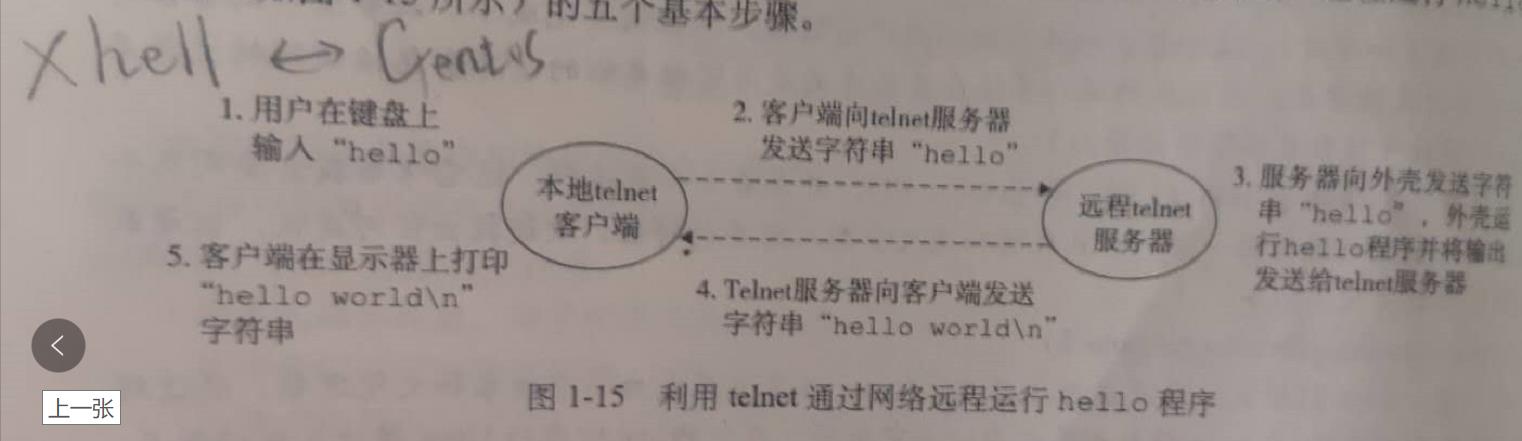 所示）的五个基本步骤。
xhell ↔ Centos
1. 用户在键盘上
输入“hello”
2. 客户端向telnet服务器
发送字符串“hello”
本地telnet
客户端
远程telnet
服务器
3. 服务器向外壳发送字符
串“hello”，外壳运
行hello程序并将输出
发送给telnet服务器
5. 客户端在显示器上打印
“hello world\n”
字符串
4. Telnet服务器向客户端发送
字符串“hello world\n”
上一张
图 1-15 利用 telnet 通过网络远程运行 hello 程序